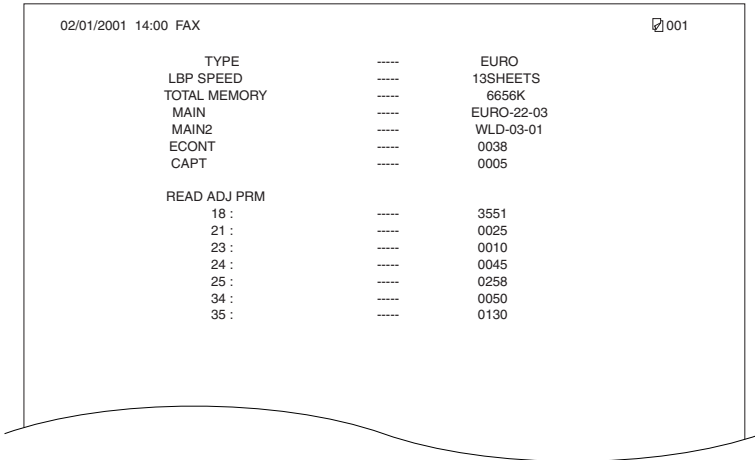 02/01/2001 14:00 FAX 001
TYPE ----- EURO
LBP SPEED ----- 13SHEETS
TOTAL MEMORY ----- 6656K
MAIN ----- EURO-22-03
MAIN2 ----- WLD-03-01
ECONT ----- 0038
CAPT ----- 0005
READ ADJ PRM
18 : ----- 3551
21 : ----- 0025
23 : ----- 0010
24 : ----- 0045
25 : ----- 0258
34 : ----- 0050
35 : ----- 0130